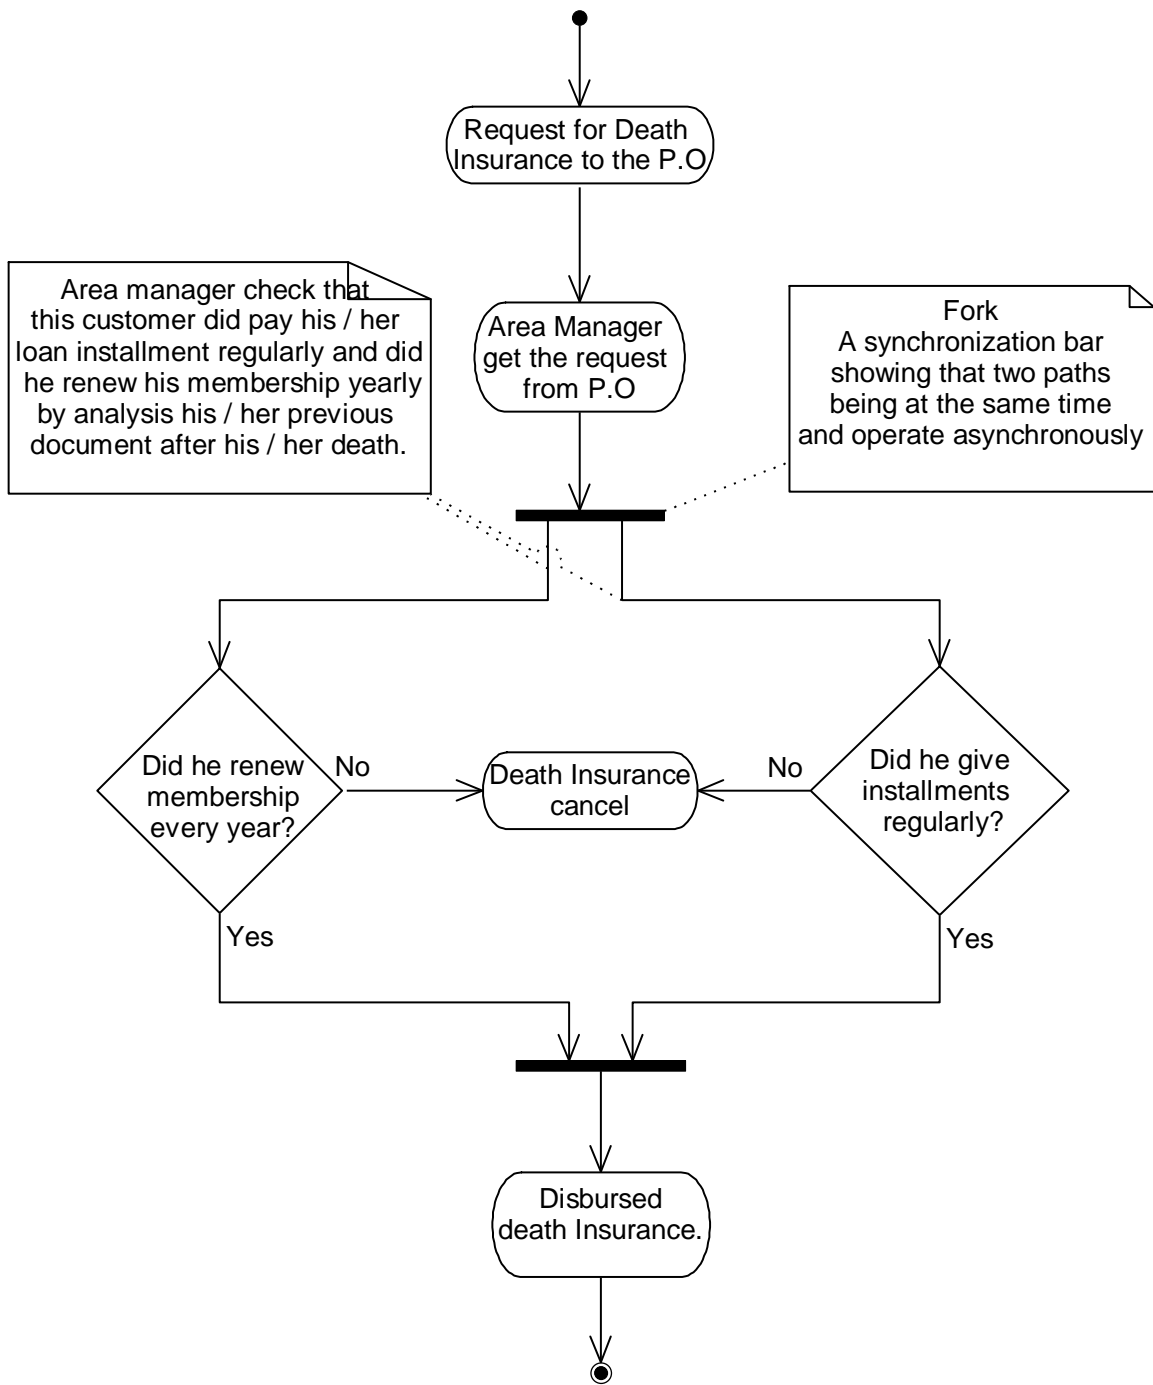 Request for Death
Insurance to the P.O
Area manager check that
this customer did pay his / her
loan installment regularly and did
he renew his membership yearly
by analysis his / her previous
document after his / her death.
Area Manager
get the request
from P.O
Fork
A synchronization bar
showing that two paths
being at the same time
and operate asynchronously
Did he renew
membership
every year?
No
Death Insurance
cancel
No
Did he give
installments
regularly?
Yes
Yes
Disbursed
death Insurance.